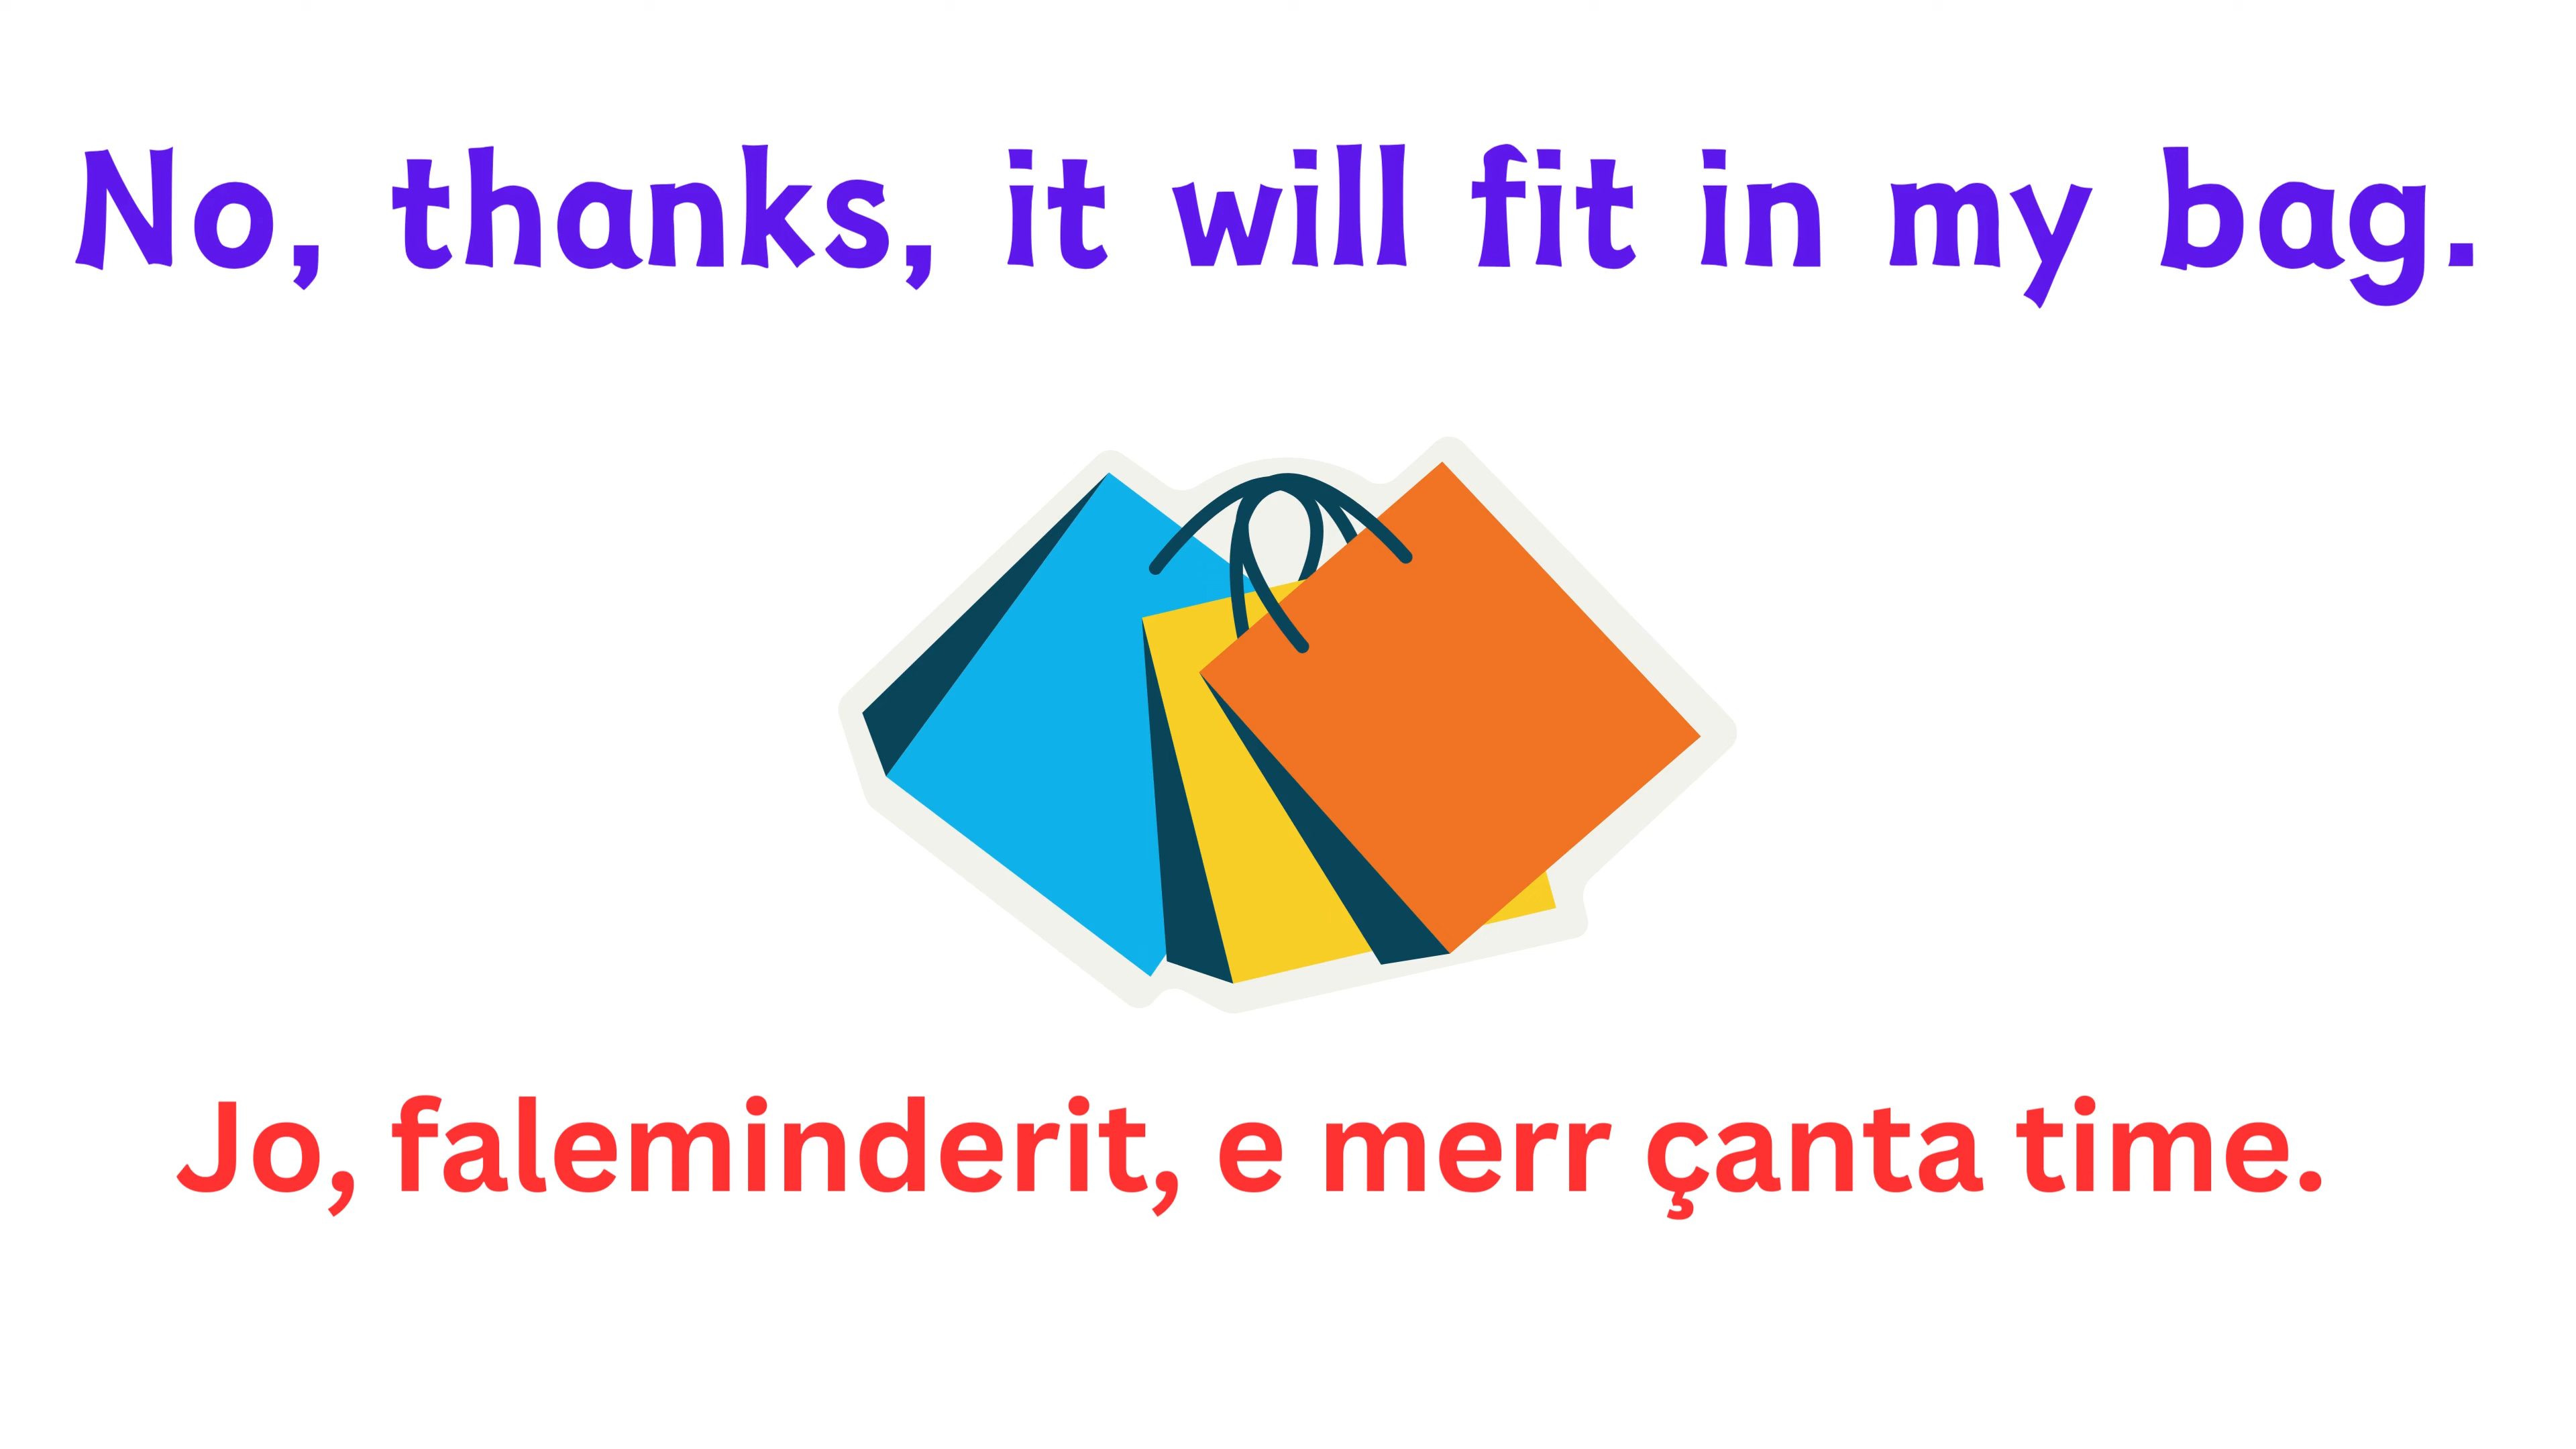 No, thanks, it will fit in my bag.
Jo, faleminderit, e merr çanta time.